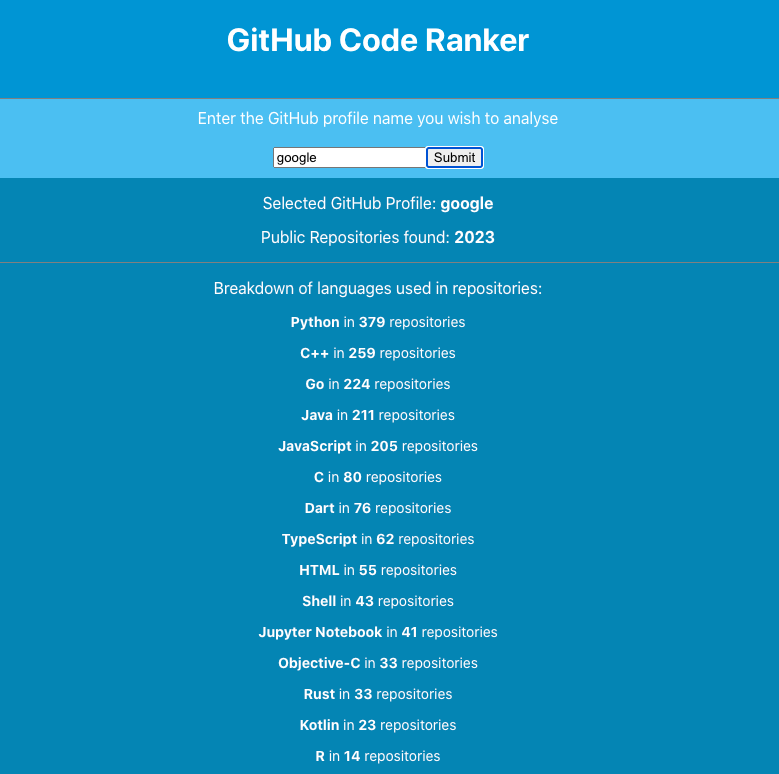 GitHub Code Ranker
Enter the GitHub profile name you wish to analyse
google Submit
Selected GitHub Profile: google
Public Repositories found: 2023
Breakdown of languages used in repositories:
Python in 379 repositories
C++ in 259 repositories
Go in 224 repositories
Java in 211 repositories
JavaScript in 205 repositories
C in 80 repositories
Dart in 76 repositories
TypeScript in 62 repositories
HTML in 55 repositories
Shell in 43 repositories
Jupyter Notebook in 41 repositories
Objective-C in 33 repositories
Rust in 33 repositories
Kotlin in 23 repositories
R in 14 repositories